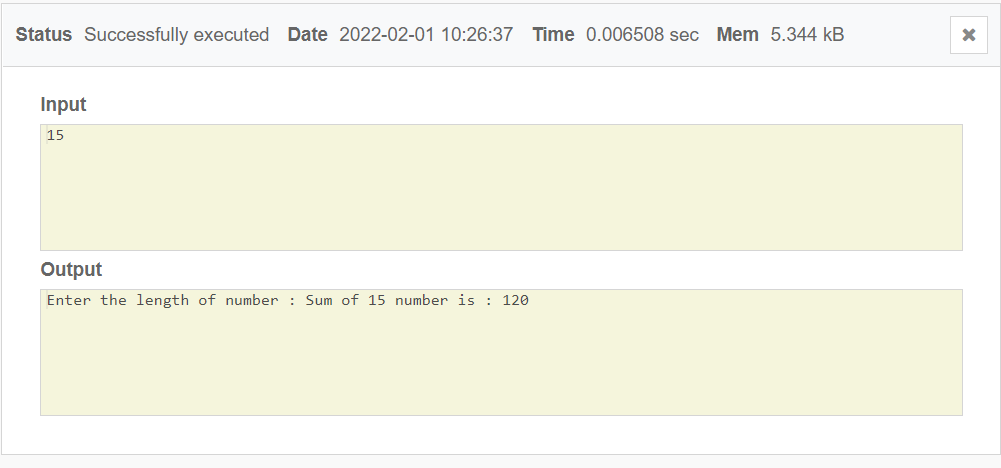 Status Successfully executed Date 2022-02-01 10:26:37 Time 0.006508 sec Mem 5.344 kB
Input
15
Output
Enter the length of number : Sum of 15 number is : 120